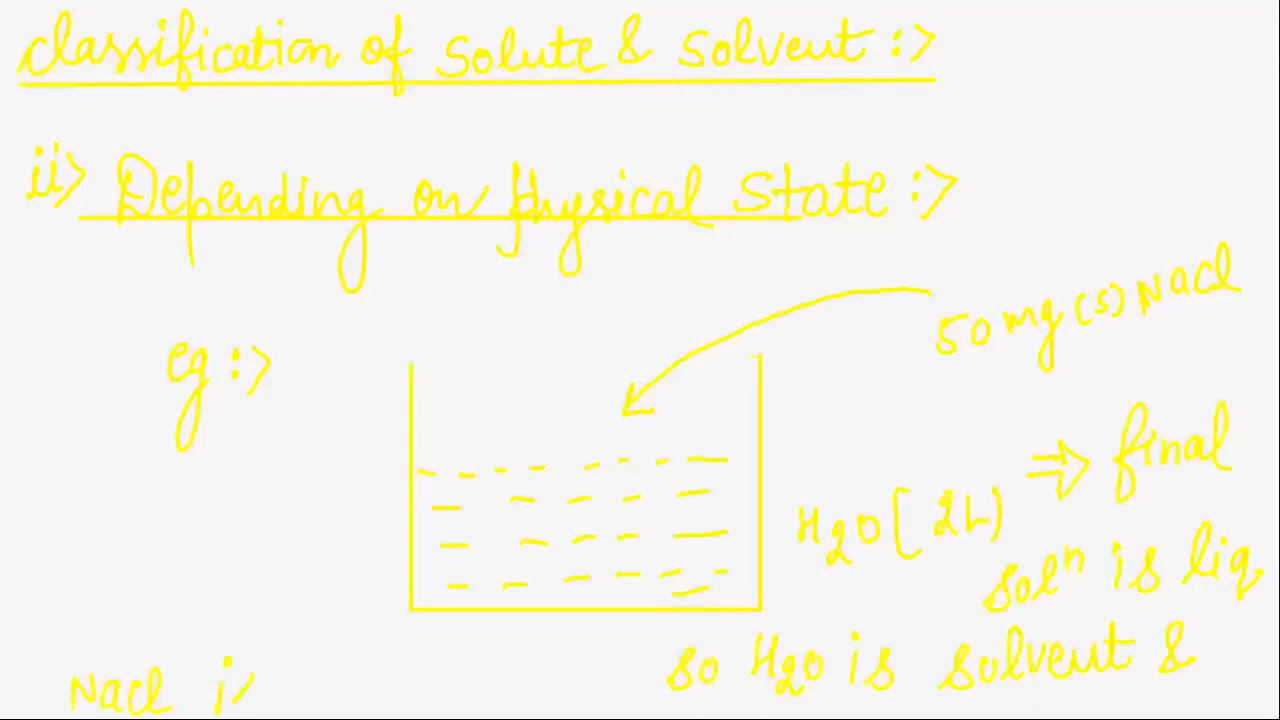 classification of solute & solvent :>
ii> Depending on physical state :>
eg :>
50 mg (s) NaCl
H2O [2L) ⇒ final
solⁿ is liq,
so H2O is solvent &
NaCl i